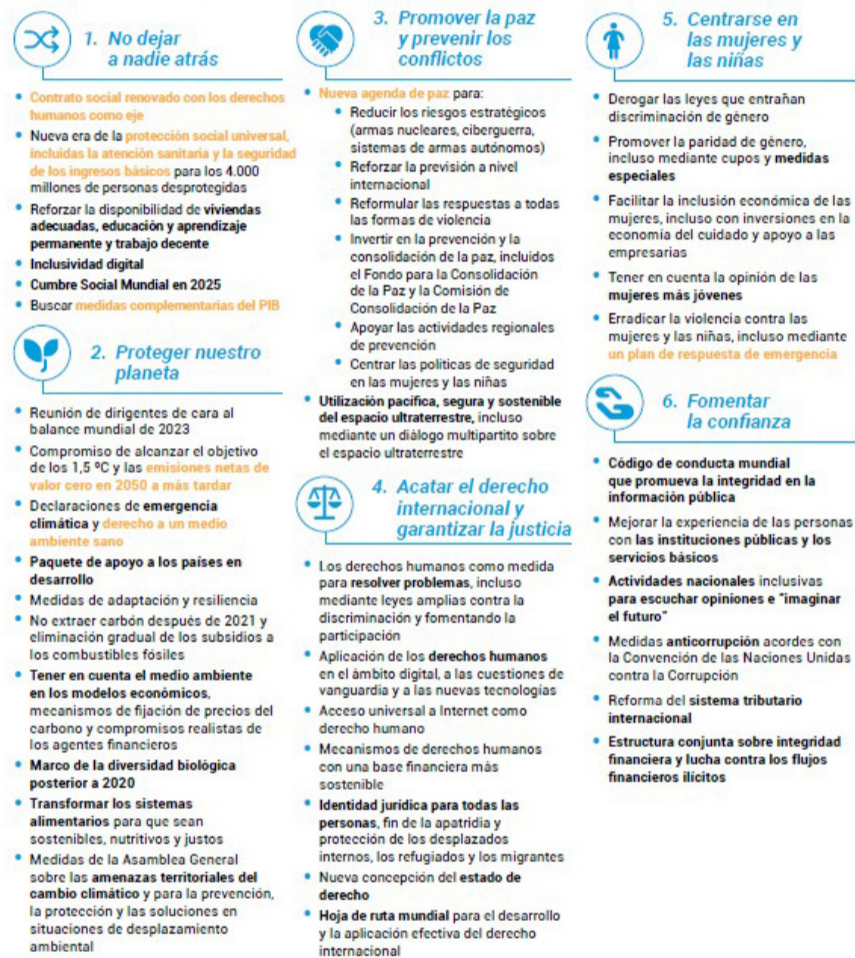 1. No dejar
a nadie atrás
• Contrato social renovado con los derechos
humanos como eje
• Nueva era de la protección social universal,
incluidas la atención sanitaria y la seguridad
de los ingresos básicos para los 4.000
millones de personas desprotegidas
• Reforzar la disponibilidad de viviendas
adecuadas, educación y aprendizaje
permanente y trabajo decente
• Inclusividad digital
• Cumbre Social Mundial en 2025
• Buscar medidas complementarias del PIB
2. Proteger nuestro
planeta
• Reunión de dirigentes de cara al
balance mundial de 2023
• Compromiso de alcanzar el objetivo
de los 1,5 ºC y las emisiones netas de
valor cero en 2050 a más tardar
• Declaraciones de emergencia
climática y derecho a un medio
ambiente sano
• Paquete de apoyo a los países en
desarrollo
• Medidas de adaptación y resiliencia
• No extraer carbón después de 2021 y
eliminación gradual de los subsidios a
los combustibles fósiles
• Tener en cuenta el medio ambiente
en los modelos económicos,
mecanismos de fijación de precios del
carbono y compromisos realistas de
los agentes financieros
• Marco de la diversidad biológica
posterior a 2020
• Transformar los sistemas
alimentarios para que sean
sostenibles, nutritivos y justos
• Medidas de la Asamblea General
sobre las amenazas territoriales del
cambio climático y para la prevención,
la protección y las soluciones en
situaciones de desplazamiento
ambiental
3. Promover la paz
y prevenir los
conflictos
• Nueva agenda de paz para:
• Reducir los riesgos estratégicos
(armas nucleares, ciberguerra,
sistemas de armas autónomos)
• Reforzar la previsión a nivel
internacional
• Reformular las respuestas a todas
las formas de violencia
• Invertir en la prevención y la
consolidación de la paz, incluidos
el Fondo para la Consolidación
de la Paz y la Comisión de
Consolidación de la Paz
• Apoyar las actividades regionales
de prevención
• Centrar las políticas de seguridad
en las mujeres y las niñas
• Utilización pacífica, segura y sostenible
del espacio ultraterrestre, incluso
mediante un diálogo multipartito sobre
el espacio ultraterrestre
4. Acatar el derecho
internacional y
garantizar la justicia
• Los derechos humanos como medida
para resolver problemas, incluso
mediante leyes amplias contra la
discriminación y fomentando la
participación
• Aplicación de los derechos humanos
en el ámbito digital, a las cuestiones de
vanguardia y a las nuevas tecnologías
• Acceso universal a Internet como
derecho humano
• Mecanismos de derechos humanos
con una base financiera más
sostenible
• Identidad jurídica para todas las
personas, fin de la apatridia y
protección de los desplazados
internos, los refugiados y los migrantes
• Nueva concepción del estado de
derecho
• Hoja de ruta mundial para el desarrollo
y la aplicación efectiva del derecho
internacional
5. Centrarse en
las mujeres y
las niñas
• Derogar las leyes que entrañan
discriminación de género
• Promover la paridad de género,
incluso mediante cupos y medidas
especiales
• Facilitar la inclusión económica de las
mujeres, incluso con inversiones en la
economía del cuidado y apoyo a las
empresarias
• Tener en cuenta la opinión de las
mujeres más jóvenes
• Erradicar la violencia contra las
mujeres y las niñas, incluso mediante
un plan de respuesta de emergencia
6. Fomentar
la confianza
• Código de conducta mundial
que promueva la integridad en la
información pública
• Mejorar la experiencia de las personas
con las instituciones públicas y los
servicios básicos
• Actividades nacionales inclusivas
para escuchar opiniones e "imaginar
el futuro"
• Medidas anticorrupción acordes con
la Convención de las Naciones Unidas
contra la Corrupción
• Reforma del sistema tributario
internacional
• Estructura conjunta sobre integridad
financiera y lucha contra los flujos
financieros ilícitos